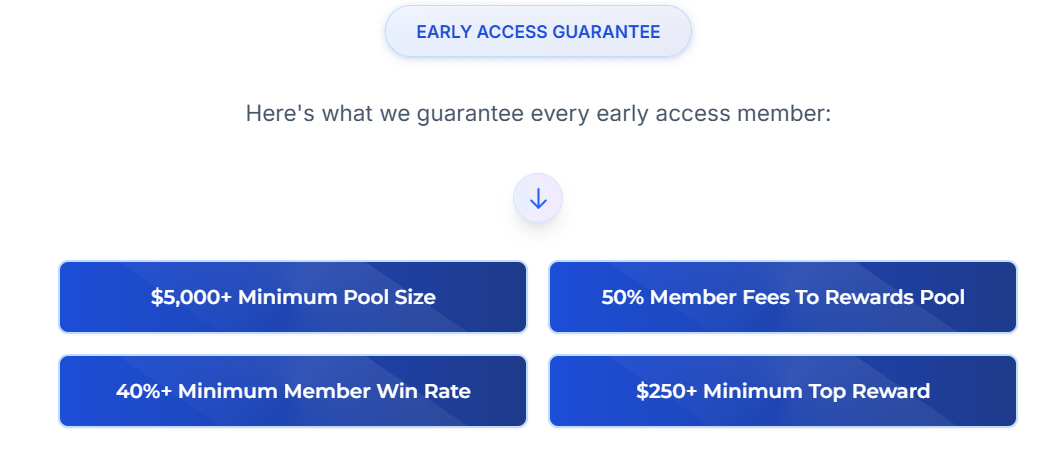 EARLY ACCESS GUARANTEE
Here's what we guarantee every early access member:
$5,000+ Minimum Pool Size
50% Member Fees To Rewards Pool
40%+ Minimum Member Win Rate
$250+ Minimum Top Reward